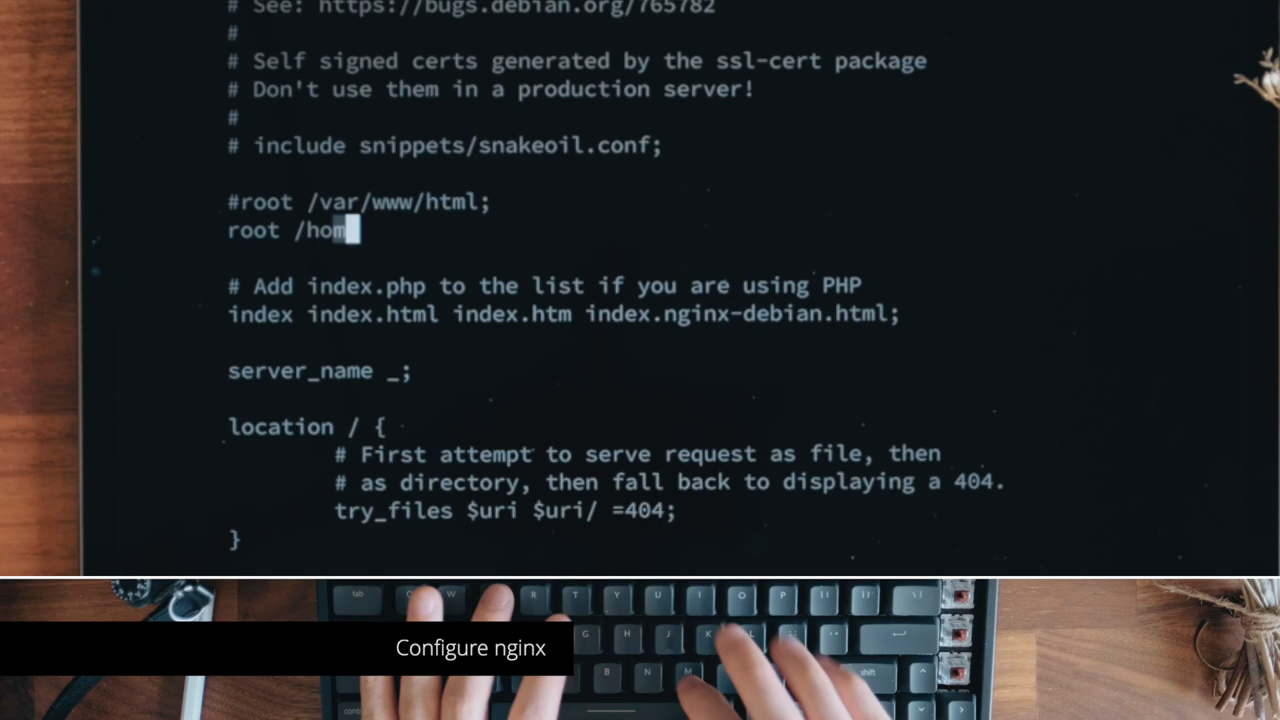 # See: https://bugs.debian.org/765782
#
# Self signed certs generated by the ssl-cert package
# Don't use them in a production server!
#
# include snippets/snakeoil.conf;
#root /var/www/html;
root /hom
# Add index.php to the list if you are using PHP
index index.html index.htm index.nginx-debian.html;
server_name _;
location / {
# First attempt to serve request as file, then
# as directory, then fall back to displaying a 404.
try_files $uri $uri/ =404;
}
tab W R T Y U I O P
G H J K L
Configure nginx
B N M shift